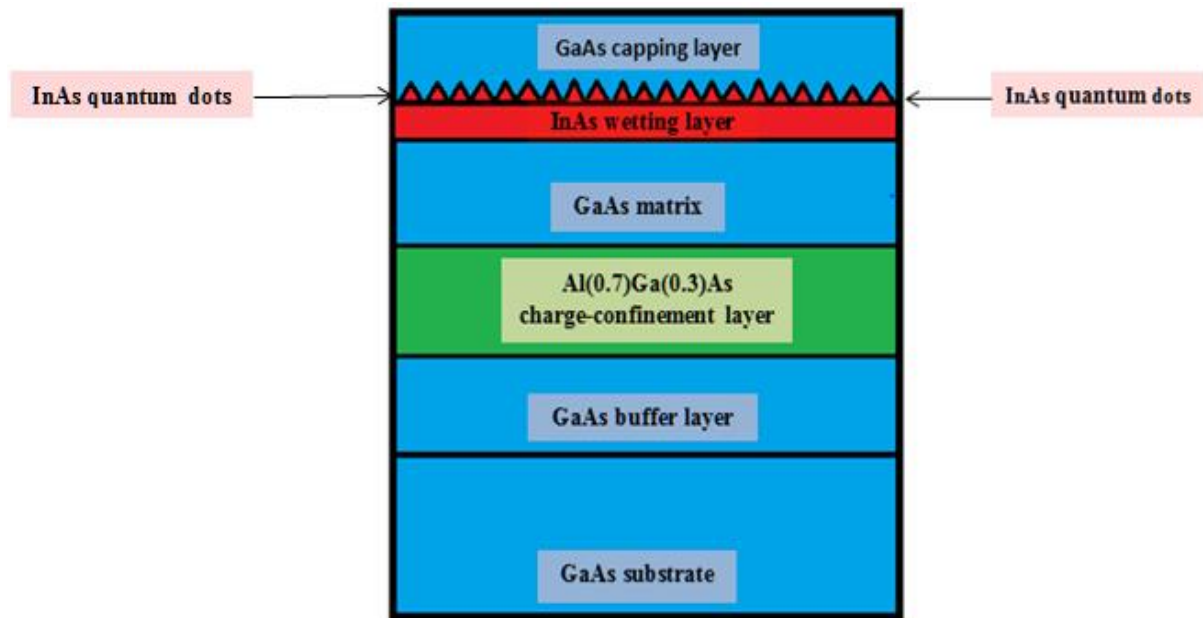 GaAs capping layer
InAs quantum dots
InAs quantum dots
InAs wetting layer
GaAs matrix
Al(0.7)Ga(0.3)As
charge-confinement layer
GaAs buffer layer
GaAs substrate